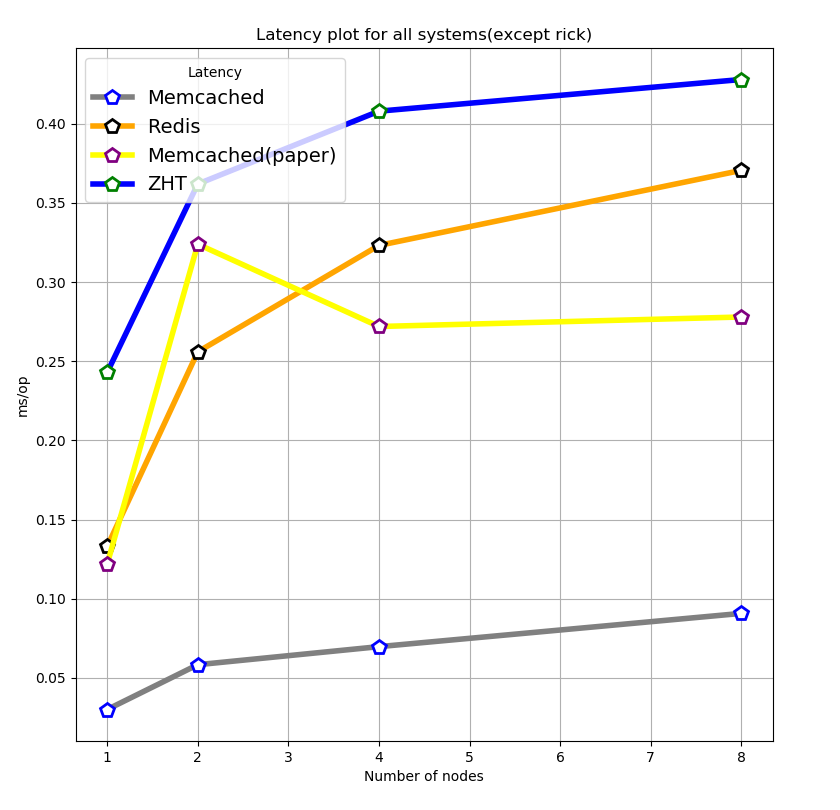 Latency plot for all systems(except rick)
Latency
Memcached
Redis
Memcached(paper)
ZHT
ms/op
0.40
0.35
0.30
0.25
0.20
0.15
0.10
0.05
1 2 3 4 5 6 7 8
Number of nodes